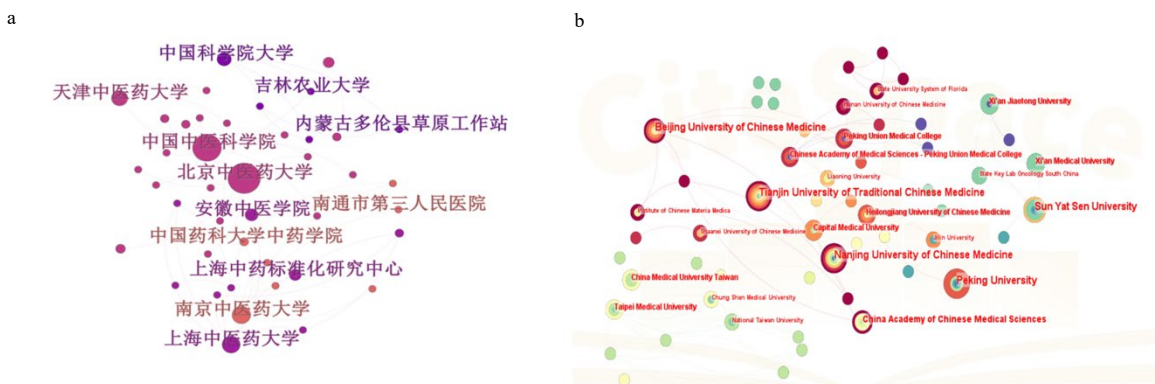 a
中国科学院大学
吉林农业大学
天津中医药大学
内蒙古多伦县草原工作站
中国中医科学院
北京中医药大学
安徽中医学院
南通市第三人民医院
中国药科大学中药学院
上海中药标准化研究中心
南京中医药大学
上海中医药大学
b
State University System of Florida
Xi'an Jiaotong University
Beijing University of Chinese Medicine
Peking Union Medical College
Chinese Academy of Medical Sciences - Peking Union Medical College
Xi'an Medical University
Liaoning University
State Key Lab Oncology South China
Tianjin University of Traditional Chinese Medicine
Institute of Chinese Materia Medica
Heilongjiang University of Chinese Medicine
Sun Yat Sen University
University of Chinese Medicine
Capital Medical University
Nanjing University of Chinese Medicine
China Medical University Taiwan
Peking University
Taipei Medical University
Chung Shan Medical University
National Taiwan University
China Academy of Chinese Medical Sciences